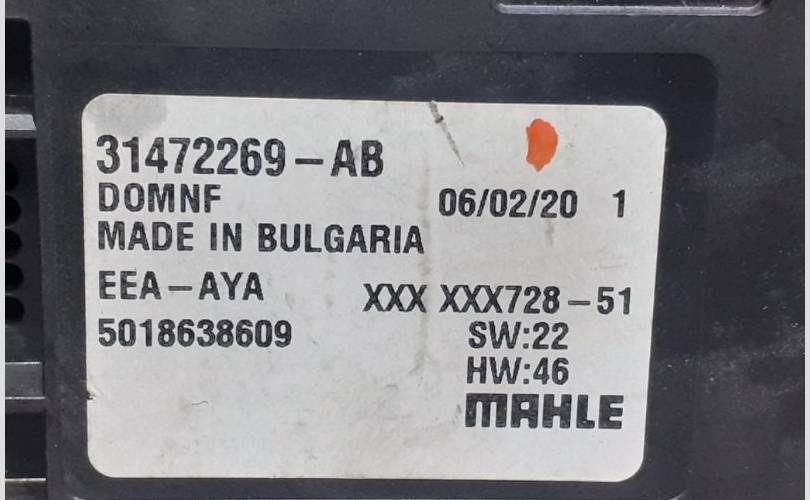 31472269-AB
DOMNF 06/02/20 1
MADE IN BULGARIA
EEA-AYA XXX XXX728-51
5018638609 SW:22
HW:46
MAHLE